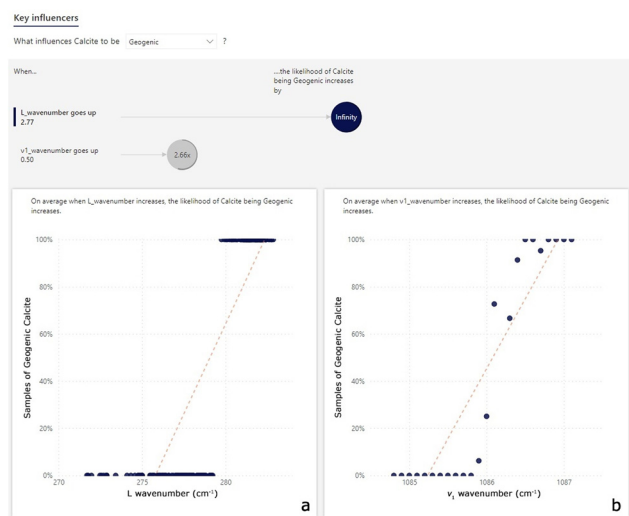 Key influencers
What influences Calcite to be Geogenic ?
When...
....the likelihood of Calcite
being Geogenic increases
by
L_wavenumber goes up
2.77
Infinity
v1_wavenumber goes up
0.50
2.66x
On average when L_wavenumber increases, the likelihood of Calcite being Geogenic
increases.
100%
80%
60%
40%
20%
0%
Samples of Geogenic Calcite
270
275
280
L wavenumber (cm⁻¹)
a
On average when v1_wavenumber increases, the likelihood of Calcite being Geogenic
increases.
100%
80%
60%
40%
20%
0%
Samples of Geogenic Calcite
1085
1086
1087
ν₁ wavenumber (cm⁻¹)
b